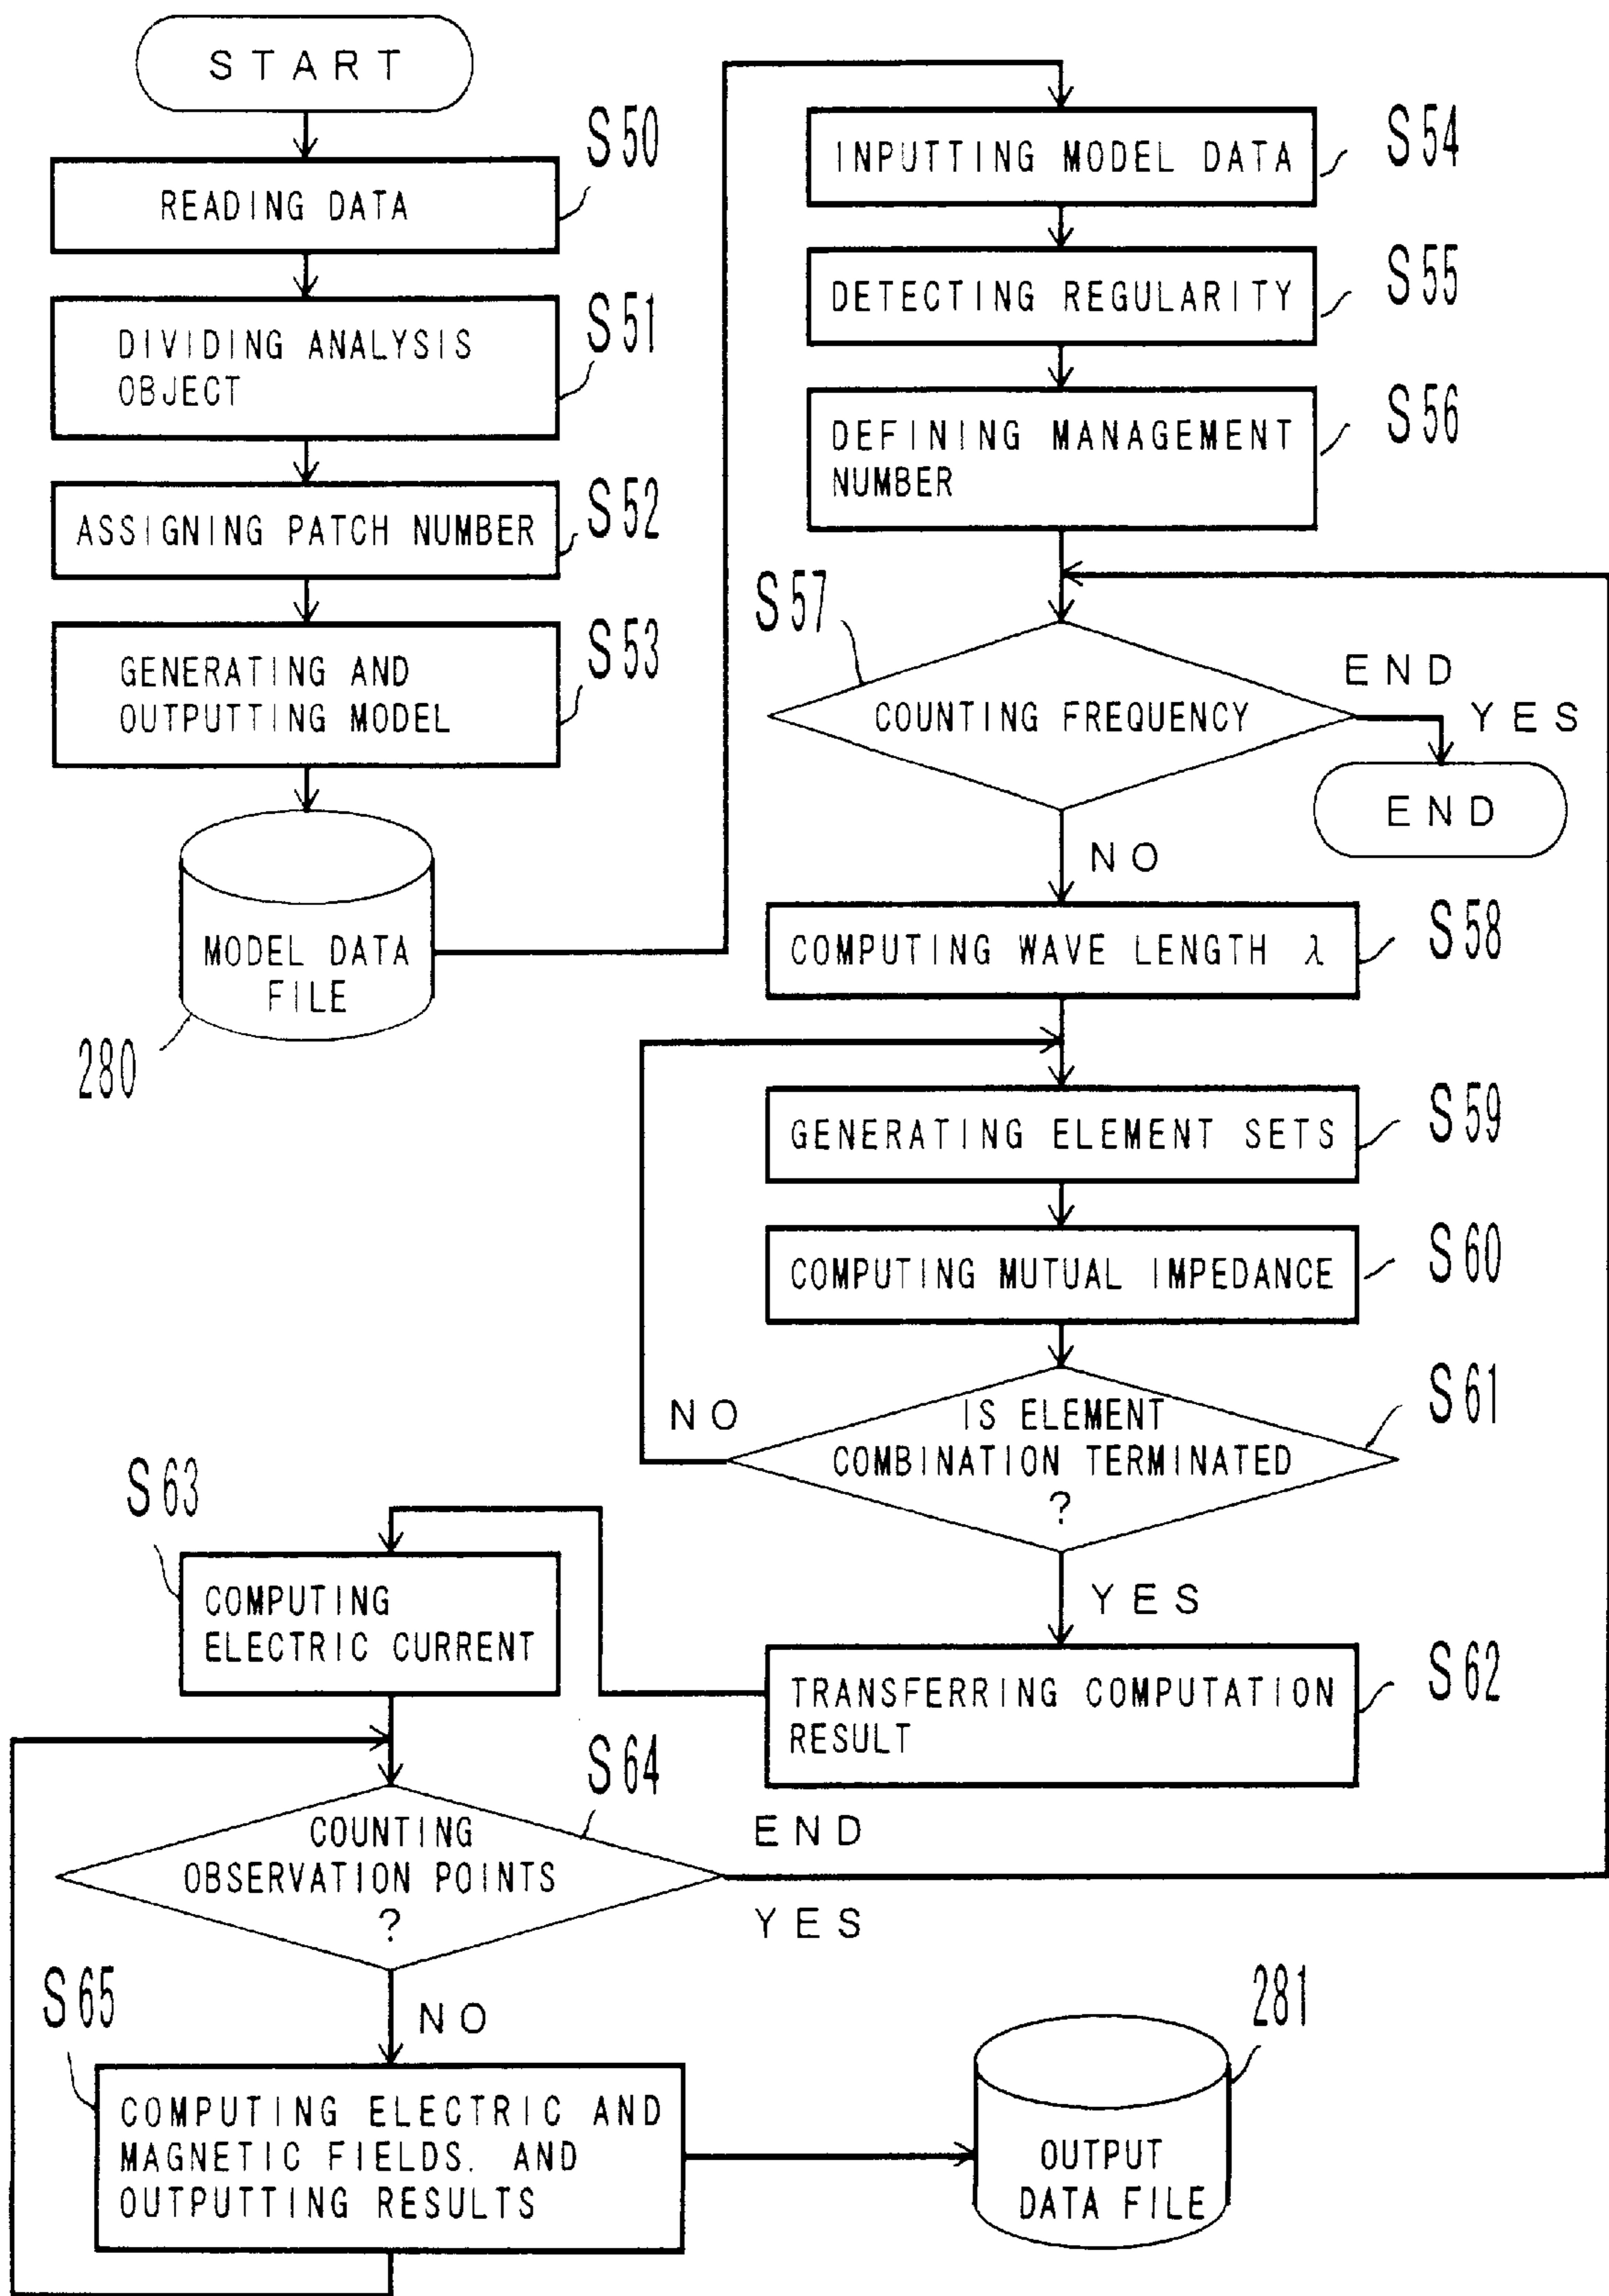 START
S50
READING DATA
S51
DIVIDING ANALYSIS
OBJECT
S52
ASSIGNING PATCH NUMBER
S53
GENERATING AND
OUTPUTTING MODEL
MODEL DATA
FILE
280
S54
INPUTTING MODEL DATA
S55
DETECTING REGULARITY
S56
DEFINING MANAGEMENT
NUMBER
S57
COUNTING FREQUENCY
END
YES
END
NO
S58
COMPUTING WAVE LENGTH λ
S59
GENERATING ELEMENT SETS
S60
COMPUTING MUTUAL IMPEDANCE
S61
NO
IS ELEMENT
COMBINATION TERMINATED
?
YES
S62
TRANSFERRING COMPUTATION
RESULT
S63
COMPUTING
ELECTRIC CURRENT
S64
COUNTING
OBSERVATION POINTS
?
END
YES
NO
S65
COMPUTING ELECTRIC AND
MAGNETIC FIELDS. AND
OUTPUTTING RESULTS
281
OUTPUT
DATA FILE